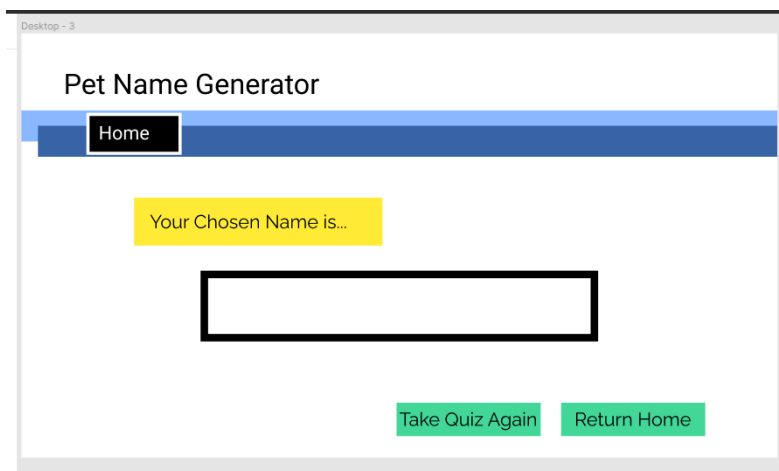 Desktop - 3
Pet Name Generator
Home
Your Chosen Name is...
Take Quiz Again
Return Home